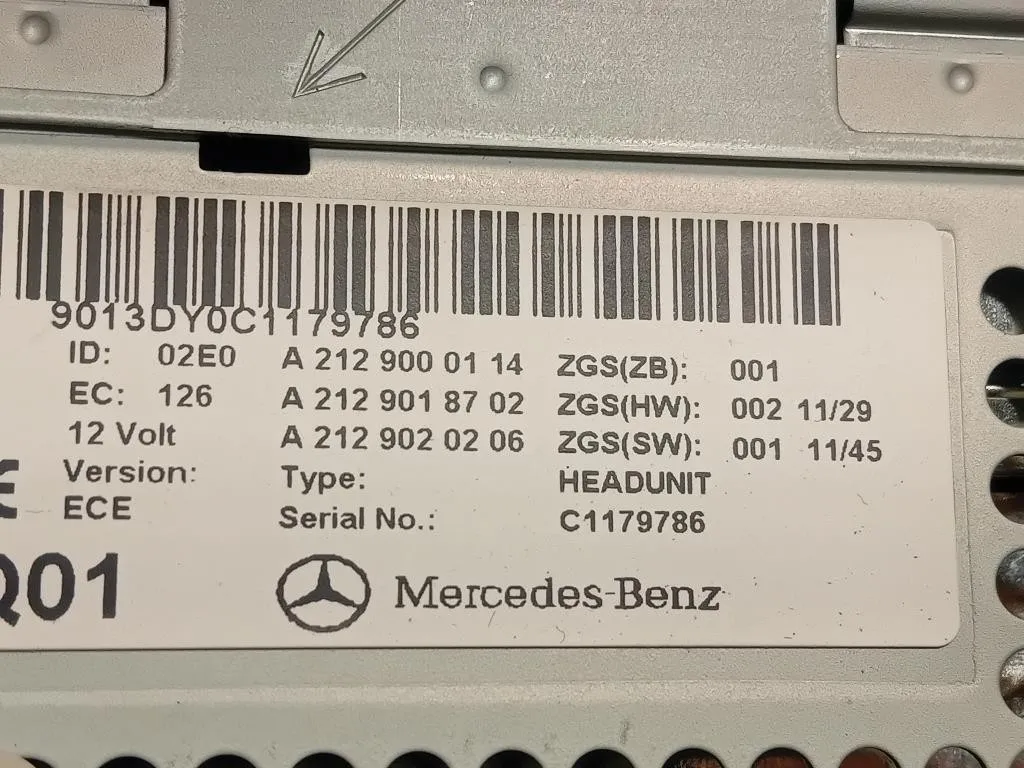 9013DY0C1179786
ID: 02E0 A 212 900 01 14 ZGS(ZB): 001
EC: 126 A 212 901 87 02 ZGS(HW): 002 11/29
12 Volt A 212 902 02 06 ZGS(SW): 001 11/45
Version: Type: HEADUNIT
ECE Serial No.: C1179786
Q01 Mercedes-Benz